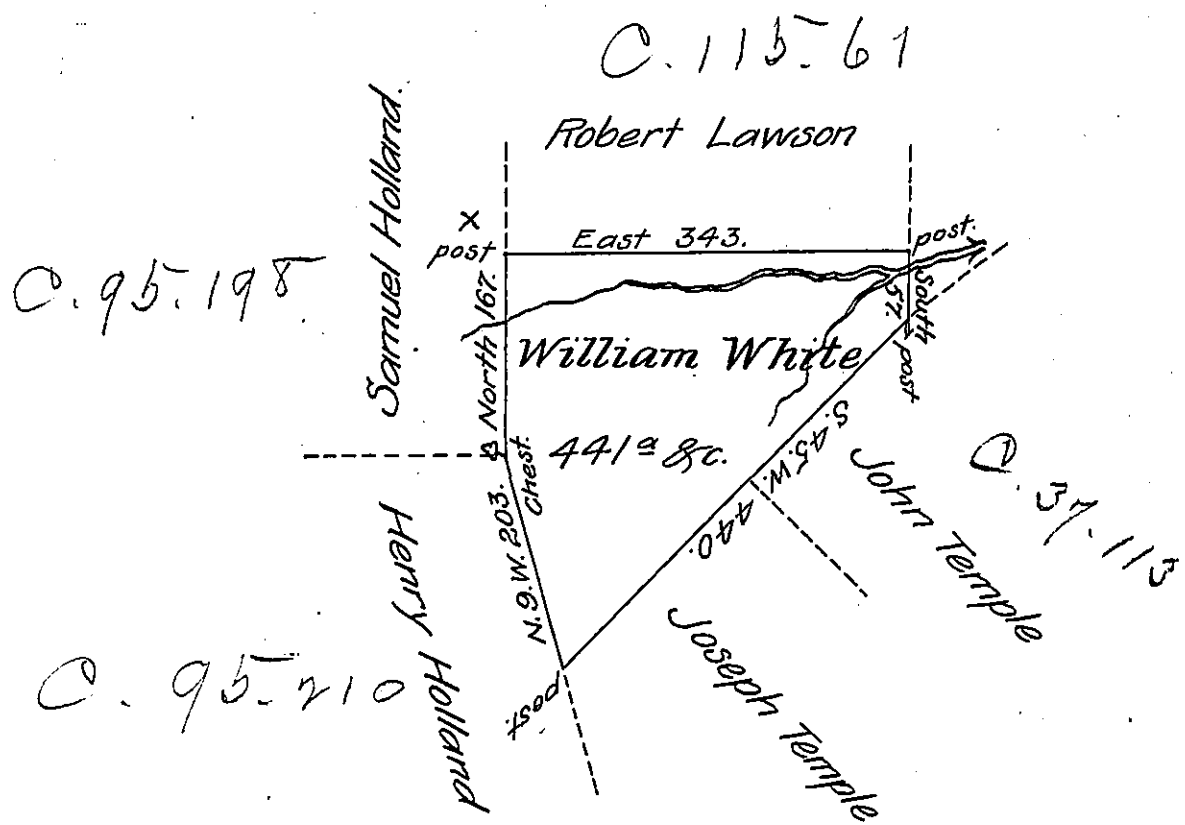 C. 115. 61
Robert Lawson
Samuel Holland.
X
post
East 343.
post.
C. 95. 198
North 167.
South
57.
post
William White
441ᵃ &c.
Chest.
S. 45. W.
440.
John Temple
C. 37. 113
N. 9. W. 203.
Henry Holland
Joseph Temple
C. 95. 210
post.